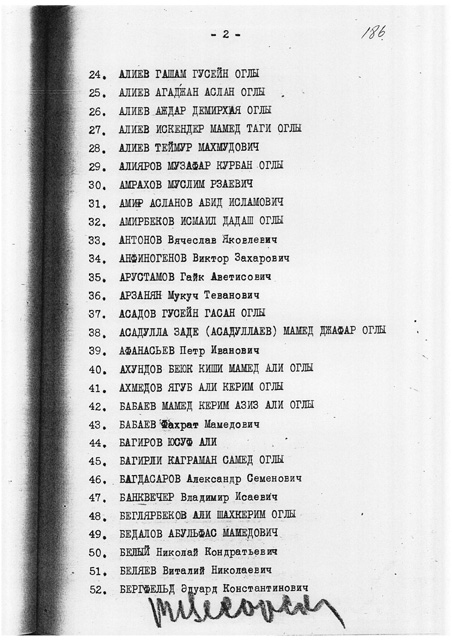 - 2 -
186
24. АЛИЕВ ГАШАМ ГУСЕЙН ОГЛЫ
25. АЛИЕВ АГАДЖАН АСЛАН ОГЛЫ
26. АЛИЕВ АЖДАР ДЕМИРХАЯ ОГЛЫ
27. АЛИЕВ ИСКЕНДЕР МАМЕД ТАГИ ОГЛЫ
28. АЛИЕВ ТЕЙМУР МАХМУДОВИЧ
29. АЛИЯРОВ МУЗАФАР КУРБАН ОГЛЫ
30. АМРАХОВ МУСЛИМ РЗАЕВИЧ
31. АМИР АСЛАНОВ АБИД ИСЛАМОВИЧ
32. АМИРБЕКОВ ИСМАИЛ ДАДАШ ОГЛЫ
33. АНТОНОВ Вячеслав Яковлевич
34. АНФИНОГЕНОВ Виктор Захарович
35. АРУСТАМОВ Гайк Аветисович
36. АРЗАНЯН Мукуч Теванович
37. АСАДОВ ГУСЕЙН ГАСАН ОГЛЫ
38. АСАДУЛЛА ЗАДЕ (АСАДУЛЛАЕВ) МАМЕД ДЖАФАР ОГЛЫ
39. АФАНАСЬЕВ Петр Иванович
40. АХУНДОВ БЕЮК КИШИ МАМЕД АЛИ ОГЛЫ
41. АХМЕДОВ ЯГУБ АЛИ КЕРИМ ОГЛЫ
42. БАБАЕВ МАМЕД КЕРИМ АЗИЗ АЛИ ОГЛЫ
43. БАБАЕВ Фахрат Мамедович
44. БАГИРОВ ЮСУФ АЛИ
45. БАГИРЛИ КАГРАМАН САМЕД ОГЛЫ
46. БАГДАСАРОВ Александр Семенович
47. БАНКВЕЧЕР Владимир Исаевич
48. БЕГЛЯРБЕКОВ АЛИ ШАХКЕРИМ ОГЛЫ
49. БЕДАЛОВ АБУЛЬФАС МАМЕДОВИЧ
50. БЕЛЫЙ Николай Кондратьевич
51. БЕЛЯЕВ Виталий Николаевич
52. БЕРГФЕЛЬД Эдуард Константинович